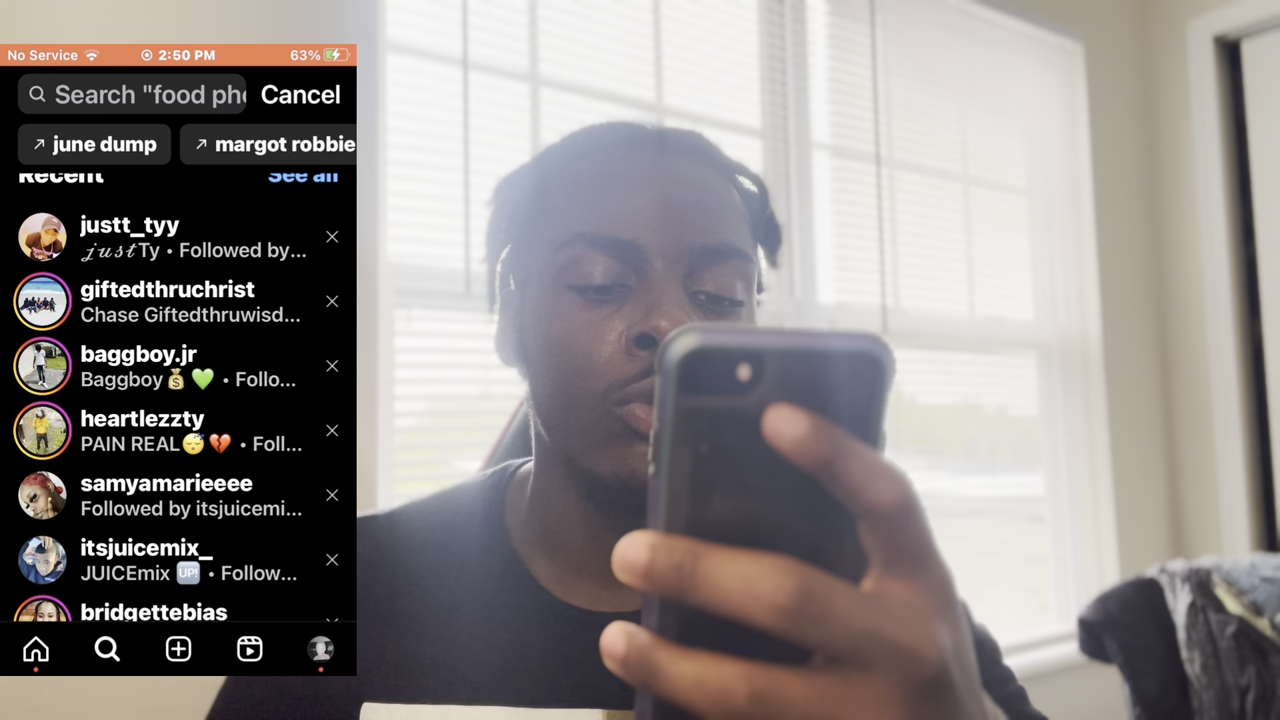 No Service 2:50 PM 63%
Search "food pho Cancel
june dump margot robbie
Recent See all
justt_tyy
𝓳𝓾𝓼𝓽Ty • Followed by...
giftedthruchrist
Chase Giftedthruwisd...
baggboy.jr
Baggboy💰💚 • Follo...
heartlezzty
PAIN REAL😴💔 • Foll...
samyamarieeee
Followed by itsjuicemi...
itsjuicemix_
JUICEmix 🆙 • Follow...
bridgettebias